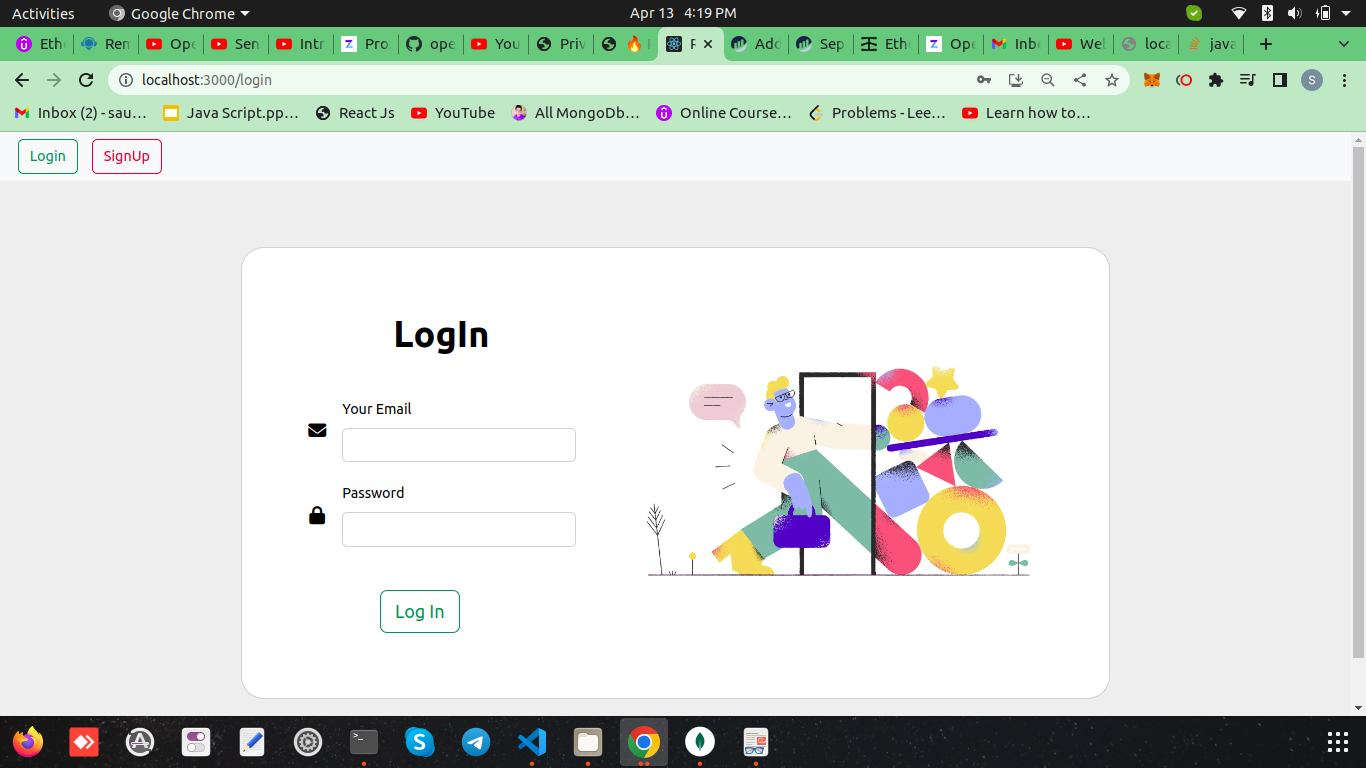 Activities Google Chrome Apr 13 4:19 PM
Eth Rem Ope Sen Intr Pro ope You Priv Add Sep Eth Ope Inbo Wel loca java
localhost:3000/login S
Inbox (2) - sau… Java Script.pp… React Js YouTube All MongoDb… Online Course… Problems - Lee… Learn how to…
Login SignUp
LogIn
Your Email
Password
Log In